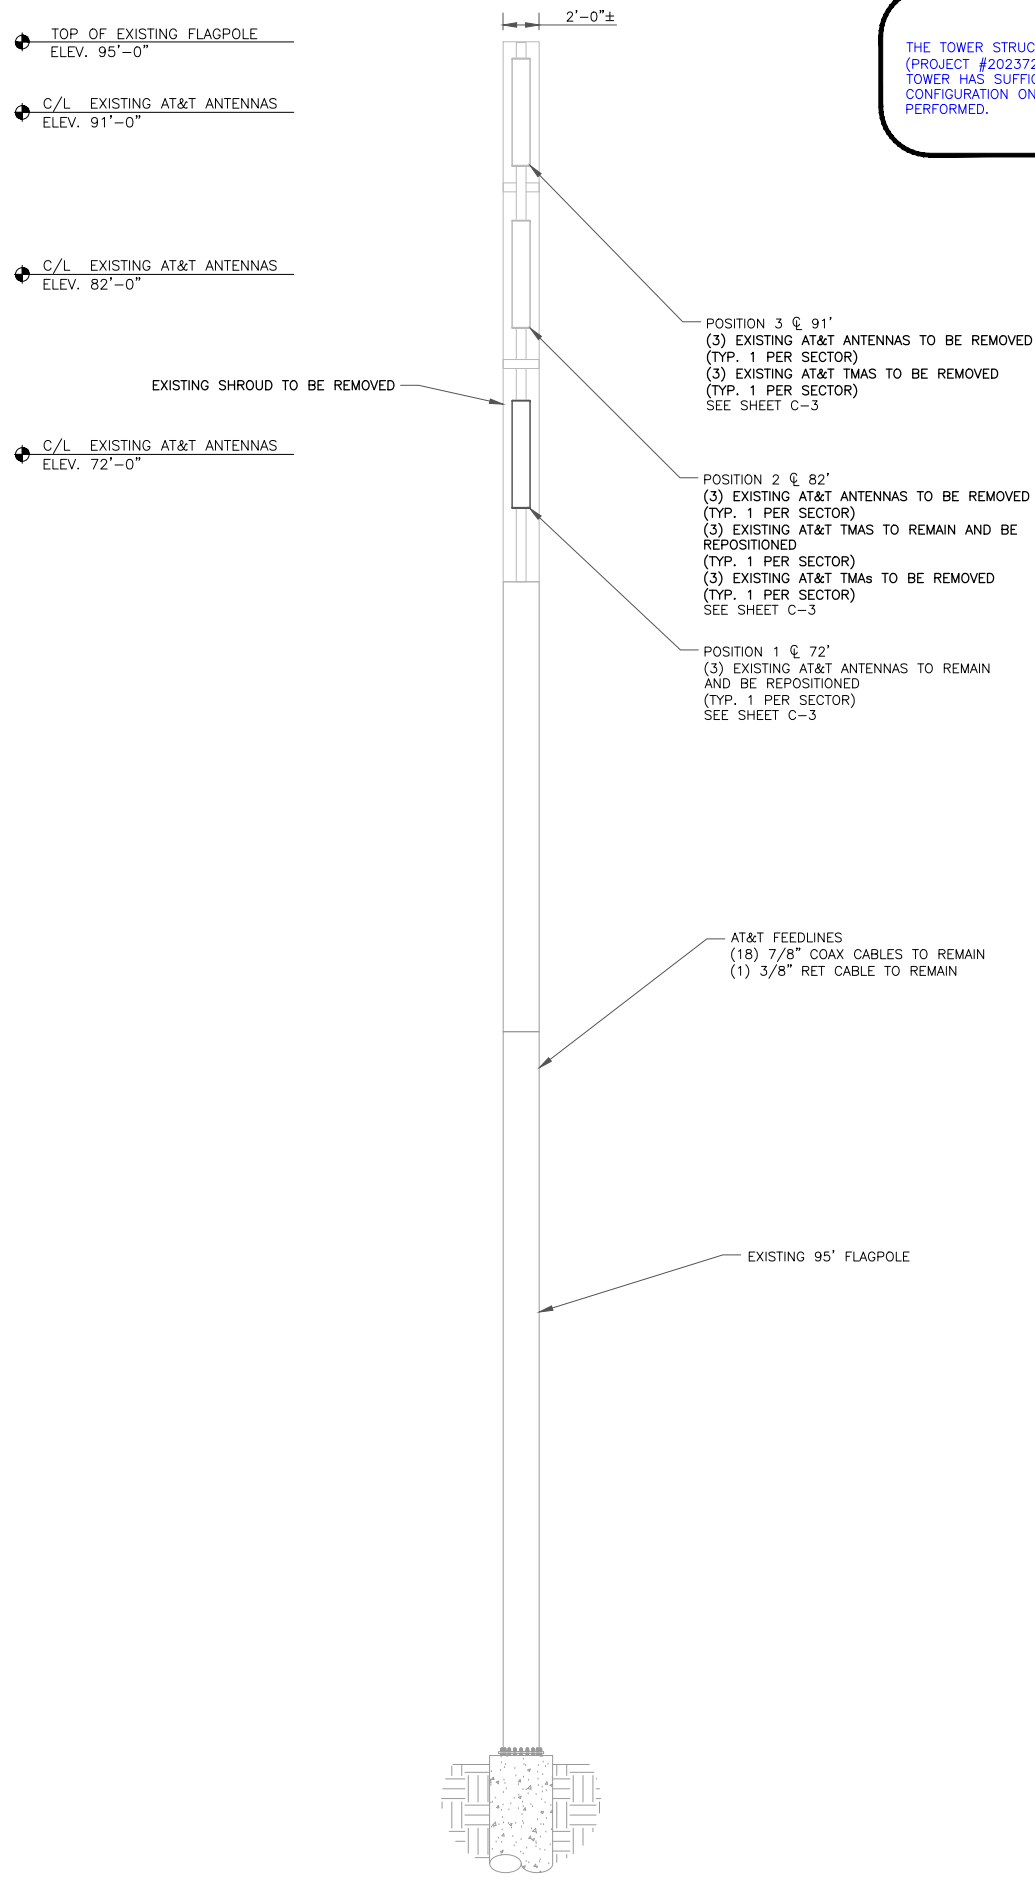 2'-0"±
TOP OF EXISTING FLAGPOLE
ELEV. 95'-0"
THE TOWER STRUC
(PROJECT #202372
TOWER HAS SUFFIC
CONFIGURATION ON
PERFORMED.
C/L EXISTING AT&T ANTENNAS
ELEV. 91'-0"
C/L EXISTING AT&T ANTENNAS
ELEV. 82'-0"
POSITION 3 ℄ 91'
(3) EXISTING AT&T ANTENNAS TO BE REMOVED
(TYP. 1 PER SECTOR)
(3) EXISTING AT&T TMAS TO BE REMOVED
(TYP. 1 PER SECTOR)
SEE SHEET C-3
EXISTING SHROUD TO BE REMOVED
C/L EXISTING AT&T ANTENNAS
ELEV. 72'-0"
POSITION 2 ℄ 82'
(3) EXISTING AT&T ANTENNAS TO BE REMOVED
(TYP. 1 PER SECTOR)
(3) EXISTING AT&T TMAS TO REMAIN AND BE
REPOSITIONED
(TYP. 1 PER SECTOR)
(3) EXISTING AT&T TMAs TO BE REMOVED
(TYP. 1 PER SECTOR)
SEE SHEET C-3
POSITION 1 ℄ 72'
(3) EXISTING AT&T ANTENNAS TO REMAIN
AND BE REPOSITIONED
(TYP. 1 PER SECTOR)
SEE SHEET C-3
AT&T FEEDLINES
(18) 7/8" COAX CABLES TO REMAIN
(1) 3/8" RET CABLE TO REMAIN
EXISTING 95' FLAGPOLE